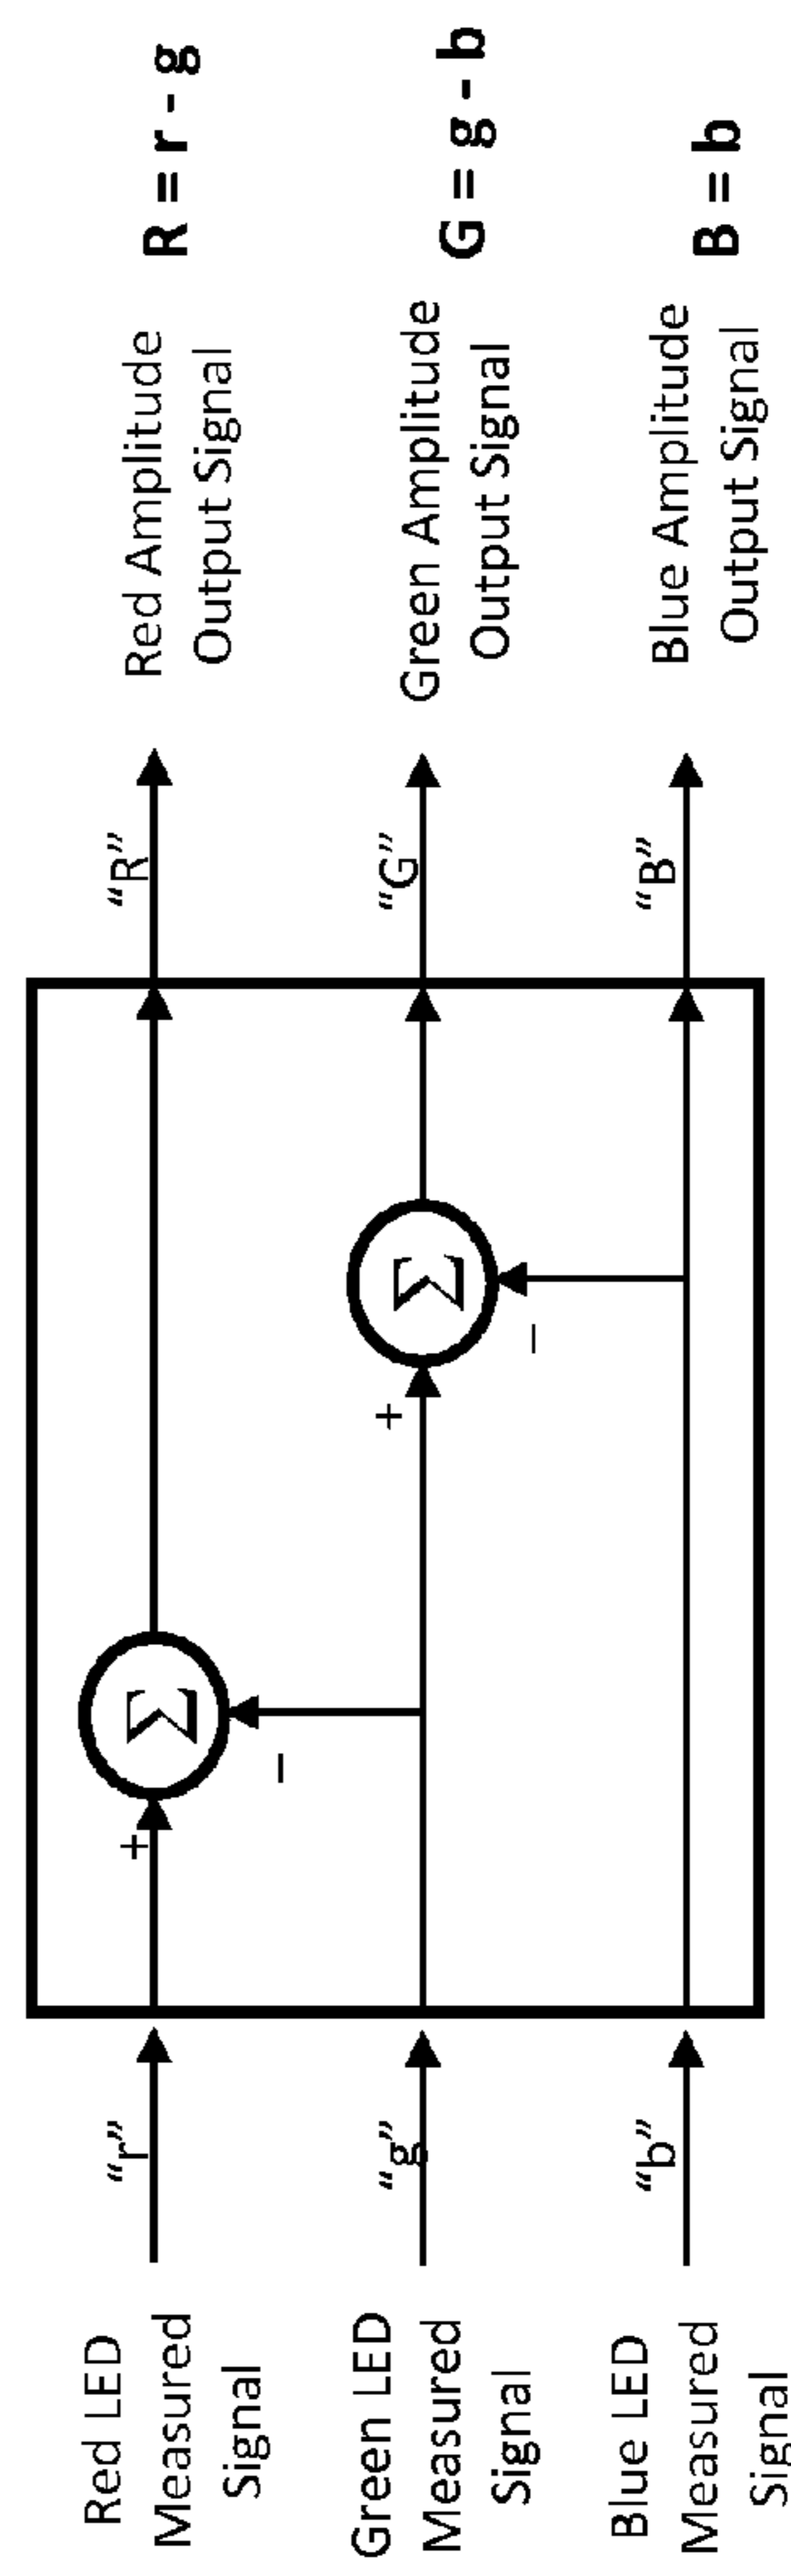 Red LED
Measured
Signal
“r”
+
−
Σ
“R”
Red Amplitude
Output Signal
R = r - g
Green LED
Measured
Signal
“g”
+
−
Σ
“G”
Green Amplitude
Output Signal
G = g - b
Blue LED
Measured
Signal
“b”
“B”
Blue Amplitude
Output Signal
B = b